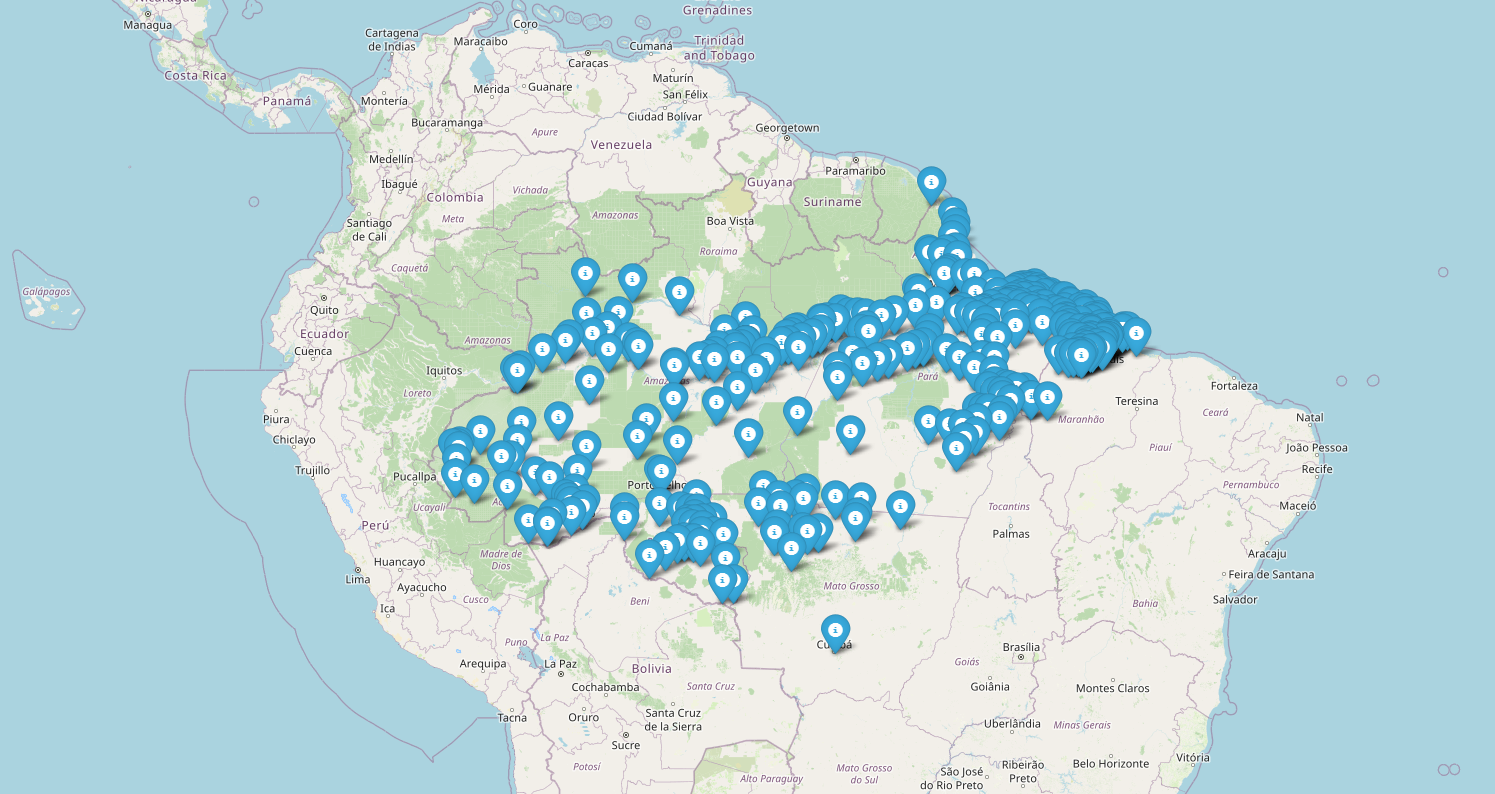 Nicaragua
Managua
Costa Rica
Panamá
Cartagena
de Indias
Coro
Maracaibo
Grenadines
Trinidad
and Tobago
Cumaná
Caracas
Maturín
San Félix
Mérida
Guanare
Montería
Bucaramanga
Ciudad Bolívar
Apure
Venezuela
Georgetown
Medellín
Paramaribo
Ibagué
Colombia
Vichada
Guyana
Suriname
Meta
Amazonas
Boa Vista
Santiago
de Cali
Roraima
Caquetá
Galápagos
Quito
Ecuador
Cuenca
Amazonas
Iquitos
Loreto
Pará
Fortaleza
Teresina
Ceará
Natal
Maranhão
Piura
Chiclayo
Piauí
João Pessoa
Recife
Trujillo
Pucallpa
Pernambuco
Ucayali
Tocantins
Maceió
Perú
Palmas
Madre de
Dios
Huancayo
Aracaju
Lima
Feira de Santana
Ayacucho
Cusco
Beni
Mato Grosso
Bahia
Salvador
Ica
Puno
La Paz
Brasília
Arequipa
La Paz
Bolivia
Goiás
Cochabamba
Santa Cruz
Goiânia
Montes Claros
Tacna
Oruro
Santa Cruz
de la Sierra
Uberlândia
Minas Gerais
Sucre
Vitória
Potosí
Alto Paraguay
Mato Grosso
do Sul
São José
do Rio Preto
Ribeirão
Preto
Belo Horizonte